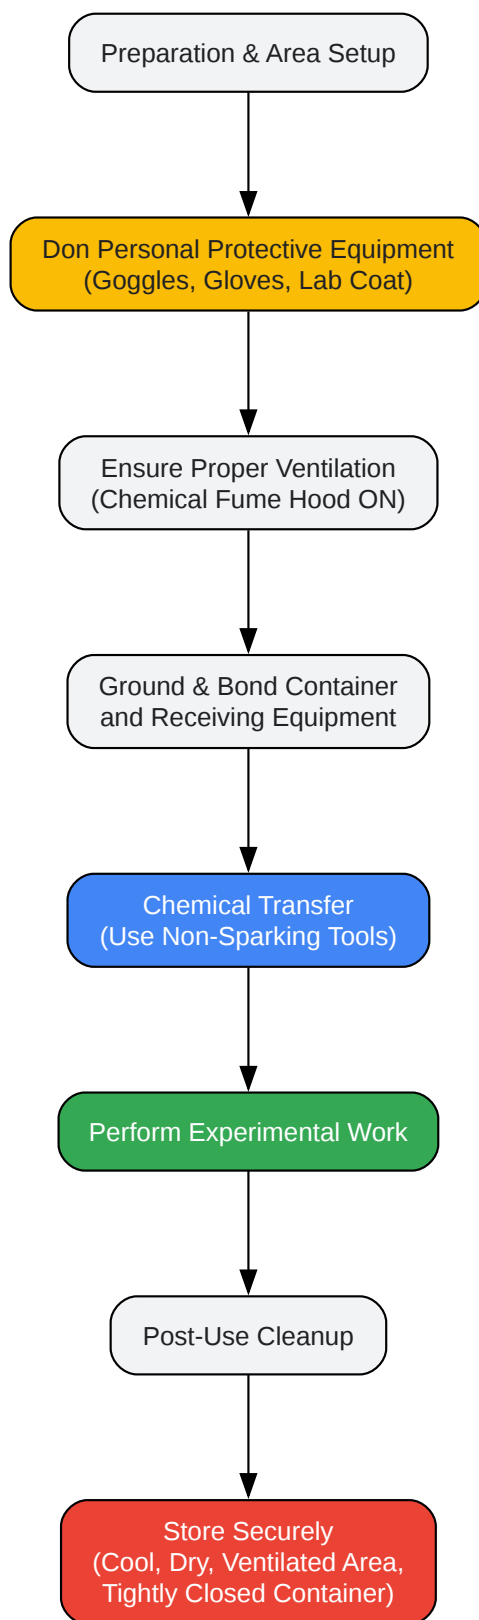 Preparation & Area Setup
Don Personal Protective Equipment
(Goggles, Gloves, Lab Coat)
Ensure Proper Ventilation
(Chemical Fume Hood ON)
Ground & Bond Container
and Receiving Equipment
Chemical Transfer
(Use Non-Sparking Tools)
Perform Experimental Work
Post-Use Cleanup
Store Securely
(Cool, Dry, Ventilated Area,
Tightly Closed Container)